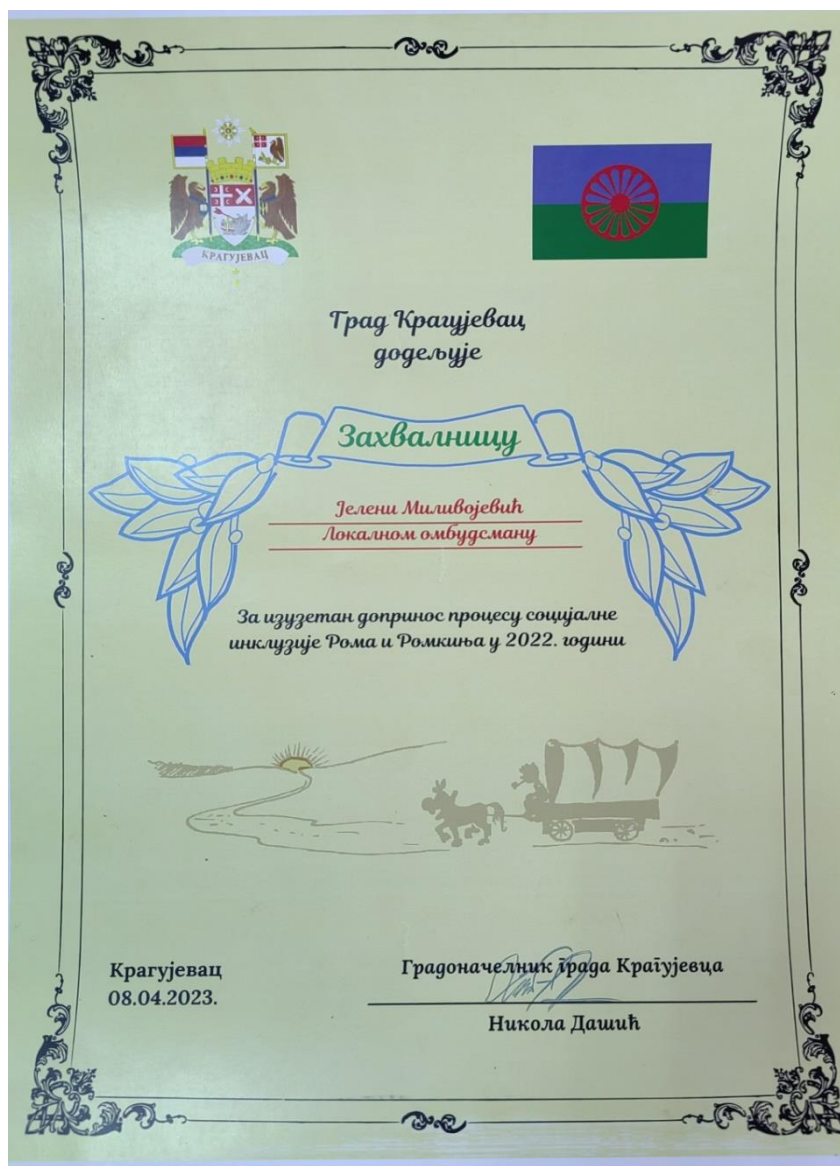 КРАГУЈЕВАЦ
Град Крагујевац
додељује
Захвалницу
Јелени Миливојевић
Локалном омбудсману
За изузетан допринос процесу социјалне
инклузије Рома и Ромкиња у 2022. години
Крагујевац
08.04.2023.
Градоначелник града Крагујевца
Никола Дашић